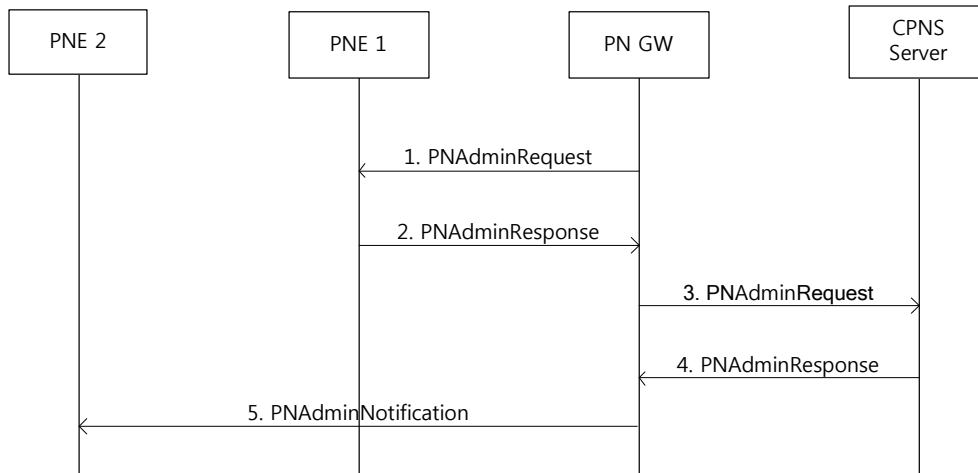 PNE 2
PNE 1
PN GW
CPNS
Server
1. PNAdminRequest
2. PNAdminResponse
3. PNAdminRequest
4. PNAdminResponse
5. PNAdminNotification